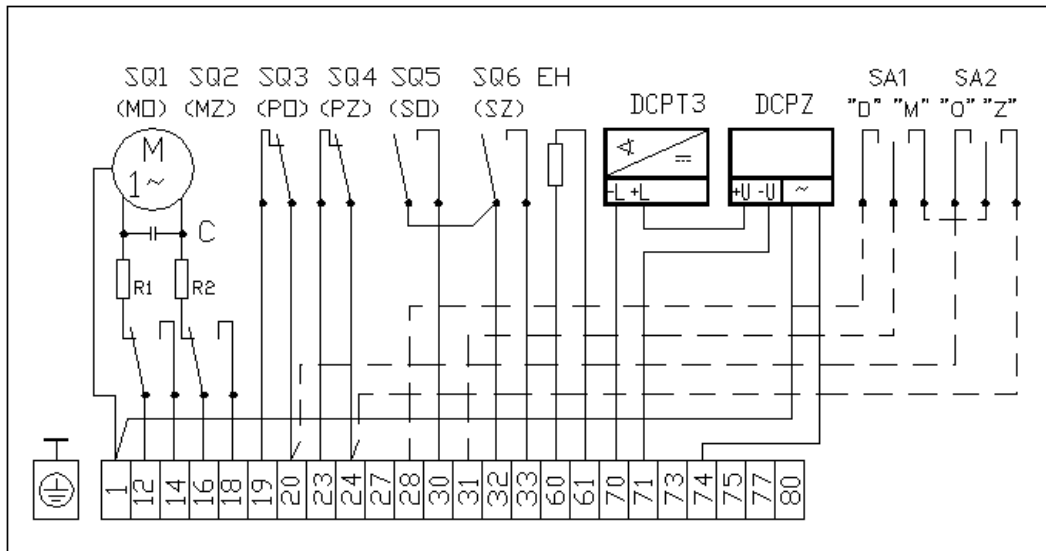 SQ1 SQ2 SQ3 SQ4 SQ5 SQ6 EH
(MO) (MZ) (PO) (PZ) (SO) (SZ)
DCPT3 DCPZ
SA1 SA2
"D" "M" "O" "Z"
M
1~
-L +L
+U -U ~
C
R1 R2
1 12 14 16 18 19 20 23 24 27 28 30 31 32 33 60 61 70 71 73 74 75 77 80